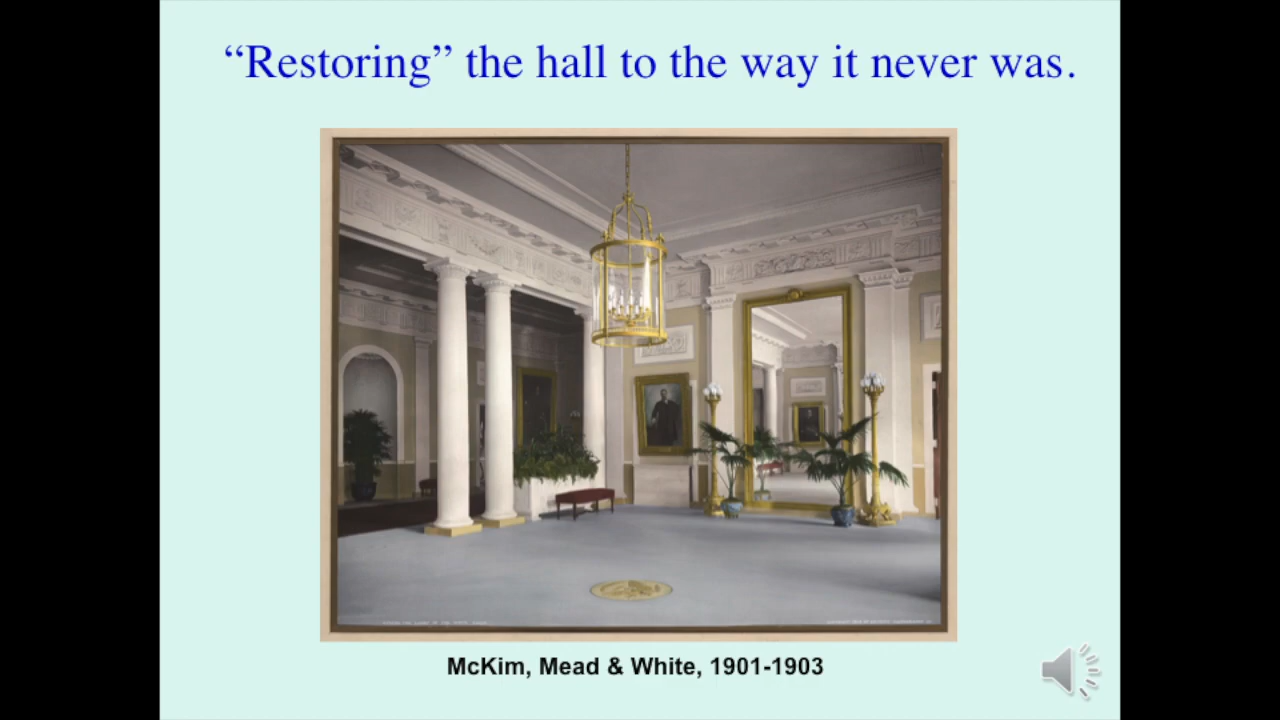 “Restoring” the hall to the way it never was.
McKim, Mead & White, 1901-1903